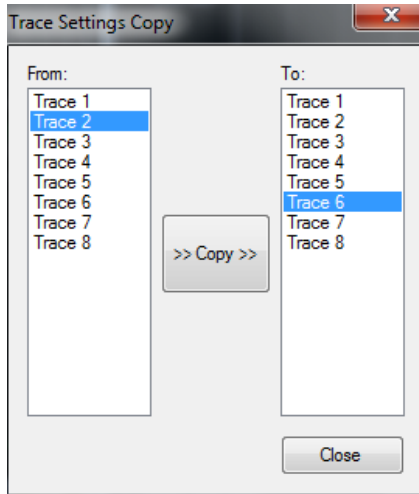 Trace Settings Copy
From:
Trace 1
Trace 2
Trace 3
Trace 4
Trace 5
Trace 6
Trace 7
Trace 8
>> Copy >>
To:
Trace 1
Trace 2
Trace 3
Trace 4
Trace 5
Trace 6
Trace 7
Trace 8
Close